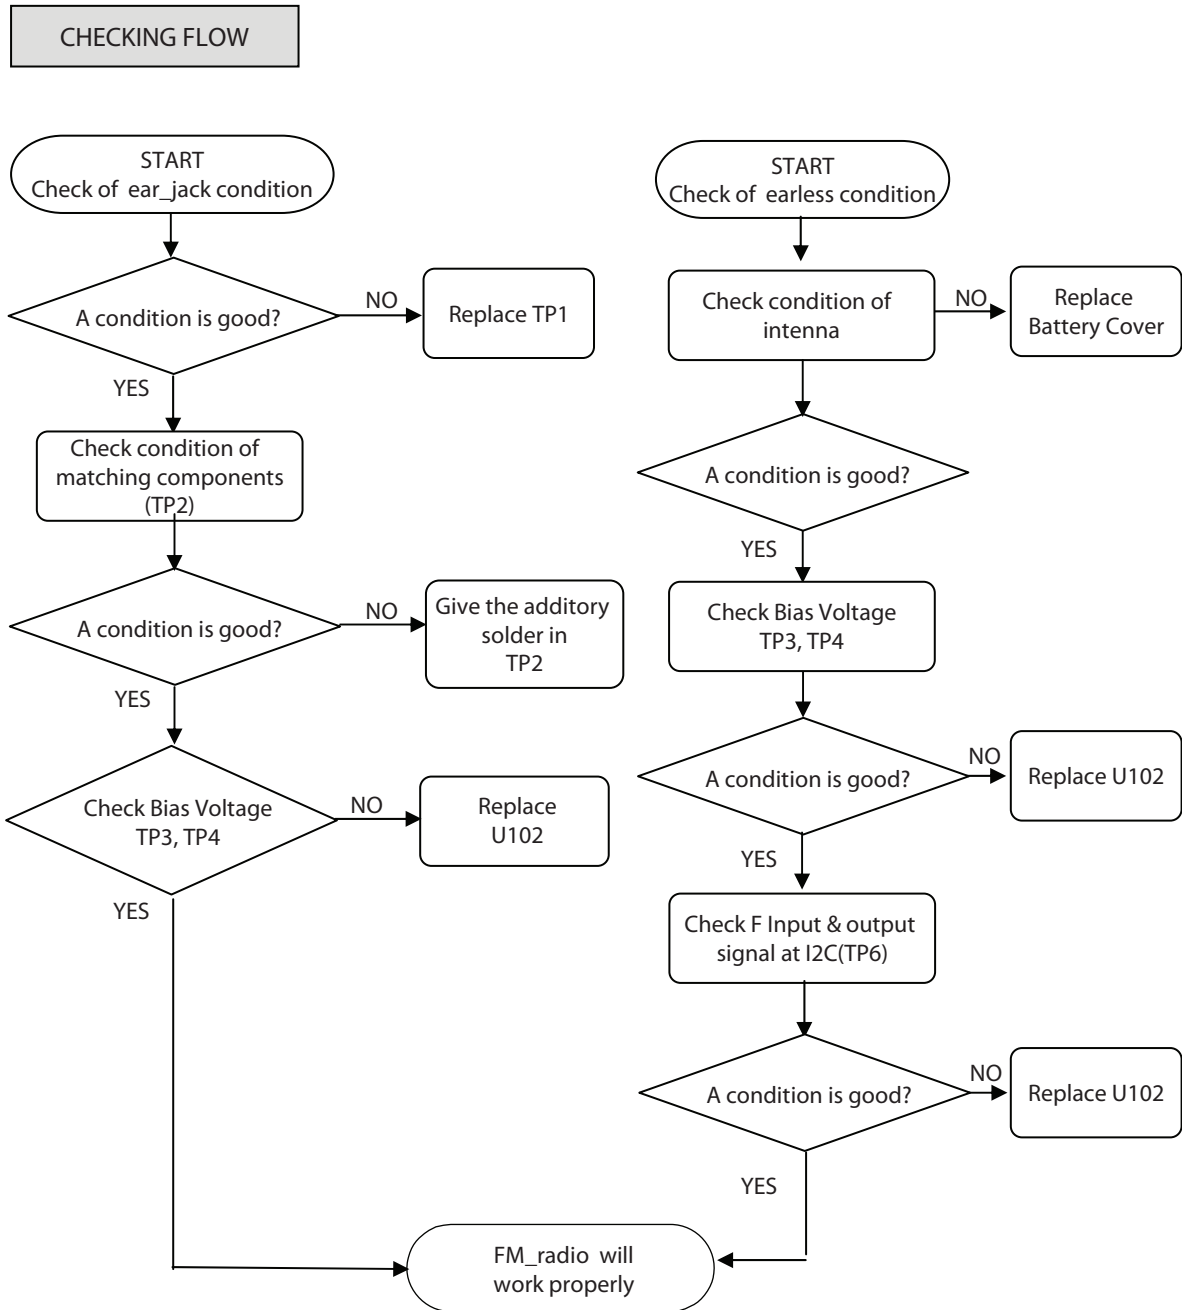 CHECKING FLOW
START
Check of ear_jack condition
A condition is good?
NO
Replace TP1
YES
Check condition of
matching components
(TP2)
A condition is good?
NO
Give the additory
solder in
TP2
YES
Check Bias Voltage
TP3, TP4
NO
Replace
U102
YES
START
Check of earless condition
Check condition of
intenna
NO
Replace
Battery Cover
A condition is good?
YES
Check Bias Voltage
TP3, TP4
A condition is good?
NO
Replace U102
YES
Check F Input & output
signal at I2C(TP6)
A condition is good?
NO
Replace U102
YES
FM_radio will
work properly